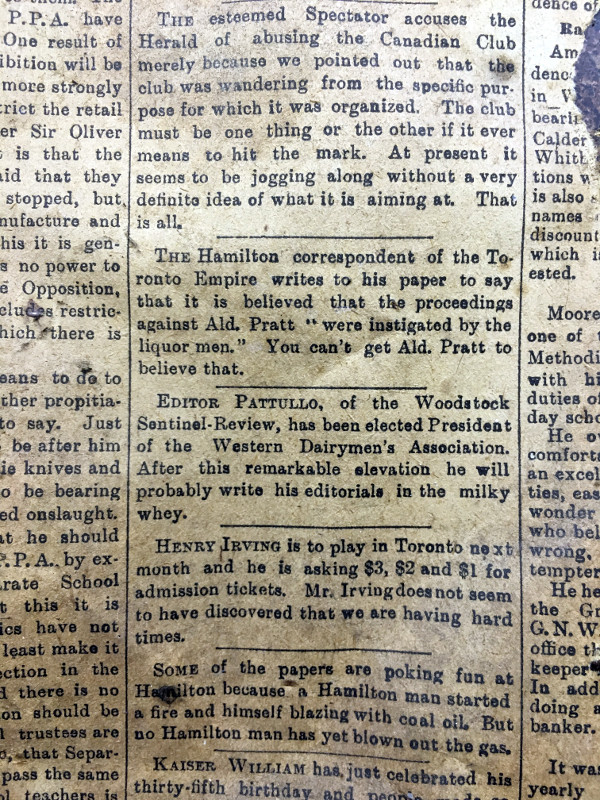 P.P.A. have
One result of
ibition will be
more strongly
trict the retail
er Sir Oliver
t is that the
aid that they
stopped, but
nufacture and
his it is gen-
s no power to
e Opposition,
cludes restric-
hich there is
eans to do to
ther propitia-
to say. Just
be after him
ie knives and
o be bearing
ed onslaught.
at he should
P.P.A. by ex-
arate School
t this it is
ics have not
least make it
ection in the
d there is no
on should be
l trustees are
o, that Separ-
pass the same
ol teachers is
THE esteemed Spectator accuses the
Herald of abusing the Canadian Club
merely because we pointed out that the
club was wandering from the specific pur-
pose for which it was organized. The club
must be one thing or the other if it ever
means to hit the mark. At present it
seems to be jogging along without a very
definite idea of what it is aiming at. That
is all.
THE Hamilton correspondent of the To-
ronto Empire writes to his paper to say
that it is believed that the proceedings
against Ald. Pratt "were instigated by the
liquor men." You can't get Ald. Pratt to
believe that.
EDITOR PATTULLO, of the Woodstock
Sentinel-Review, has been elected President
of the Western Dairymen's Association.
After this remarkable elevation he will
probably write his editorials in the milky
whey.
HENRY IRVING is to play in Toronto next
month and he is asking $3, $2 and $1 for
admission tickets. Mr. Irving does not seem
to have discovered that we are having hard
times.
SOME of the papers are poking fun at
Hamilton because a Hamilton man started
a fire and himself blazing with coal oil. But
no Hamilton man has yet blown out the gas.
KAISER WILLIAM has just celebrated his
thirty-fifth birthday and
dence of
Ra
Am
denc
in
beari
Calder
Whit
tions w
is also
names
discount
which i
ested.
Moore
one of t
Methodi
with hi
duties of
day scho
He ov
comforta
an excel
ties, eas
wonder
who bel
wrong,
tempter
He he
the Gr
G.N.W
office th
keeper
In add
doing a
banker.
It wa
yearly